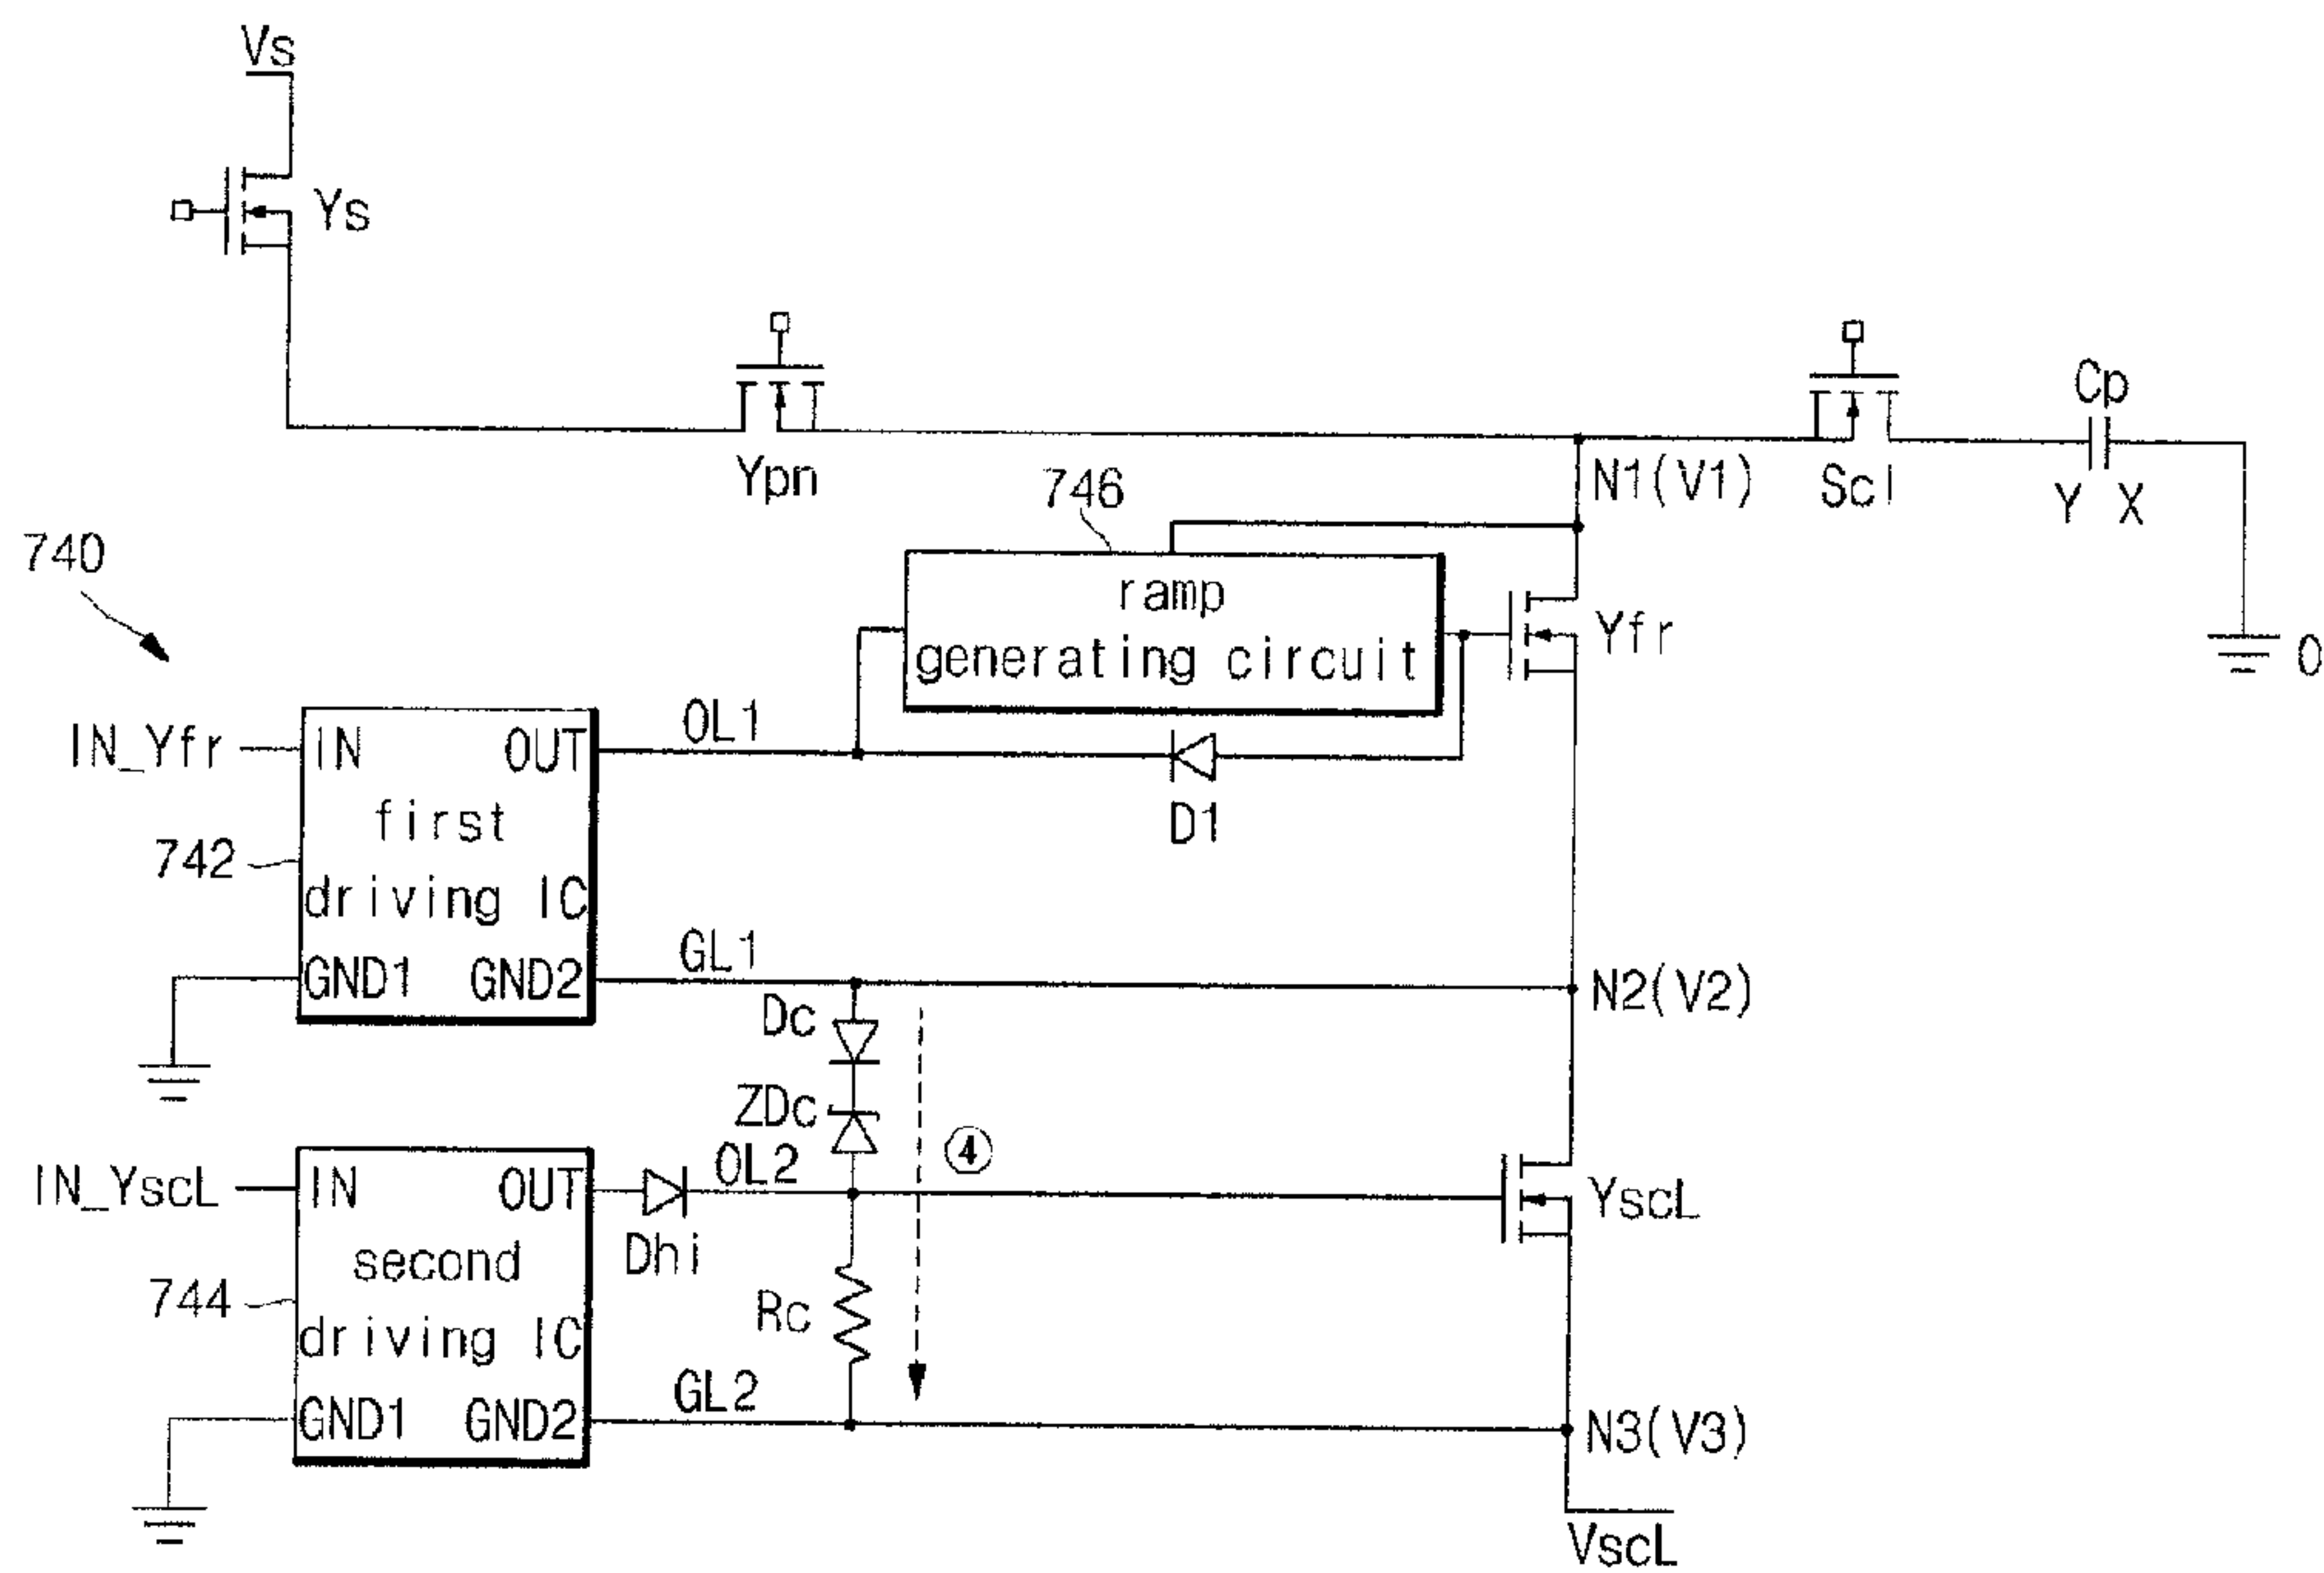 Vs
Ys
Ypn
N1(V1)
Scl
Cp
Y X
0
740
746
ramp
generating circuit
Yfr
OL1
D1
IN_Yfr
IN OUT
first
driving IC
GND1 GND2
742
GL1
N2(V2)
Dc
ZDc
OL2
④
IN_YscL
IN OUT
second
driving IC
GND1 GND2
744
Dhi
YscL
Rc
GL2
N3(V3)
VscL